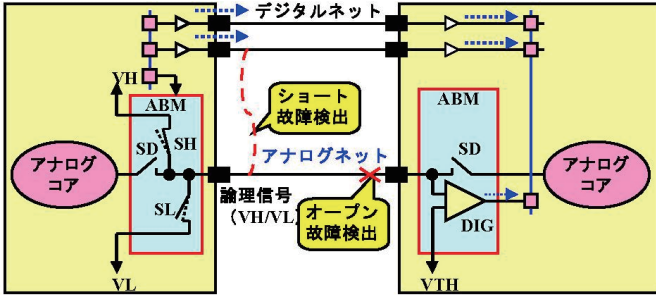 デジタルネット
VH
ABM
ショート
故障検出
ABM
SH
SD
アナログネット
SD
アナログ
コア
アナログ
コア
論理信号
(VH/VL)
SL
オープン
故障検出
DIG
VL
VTH